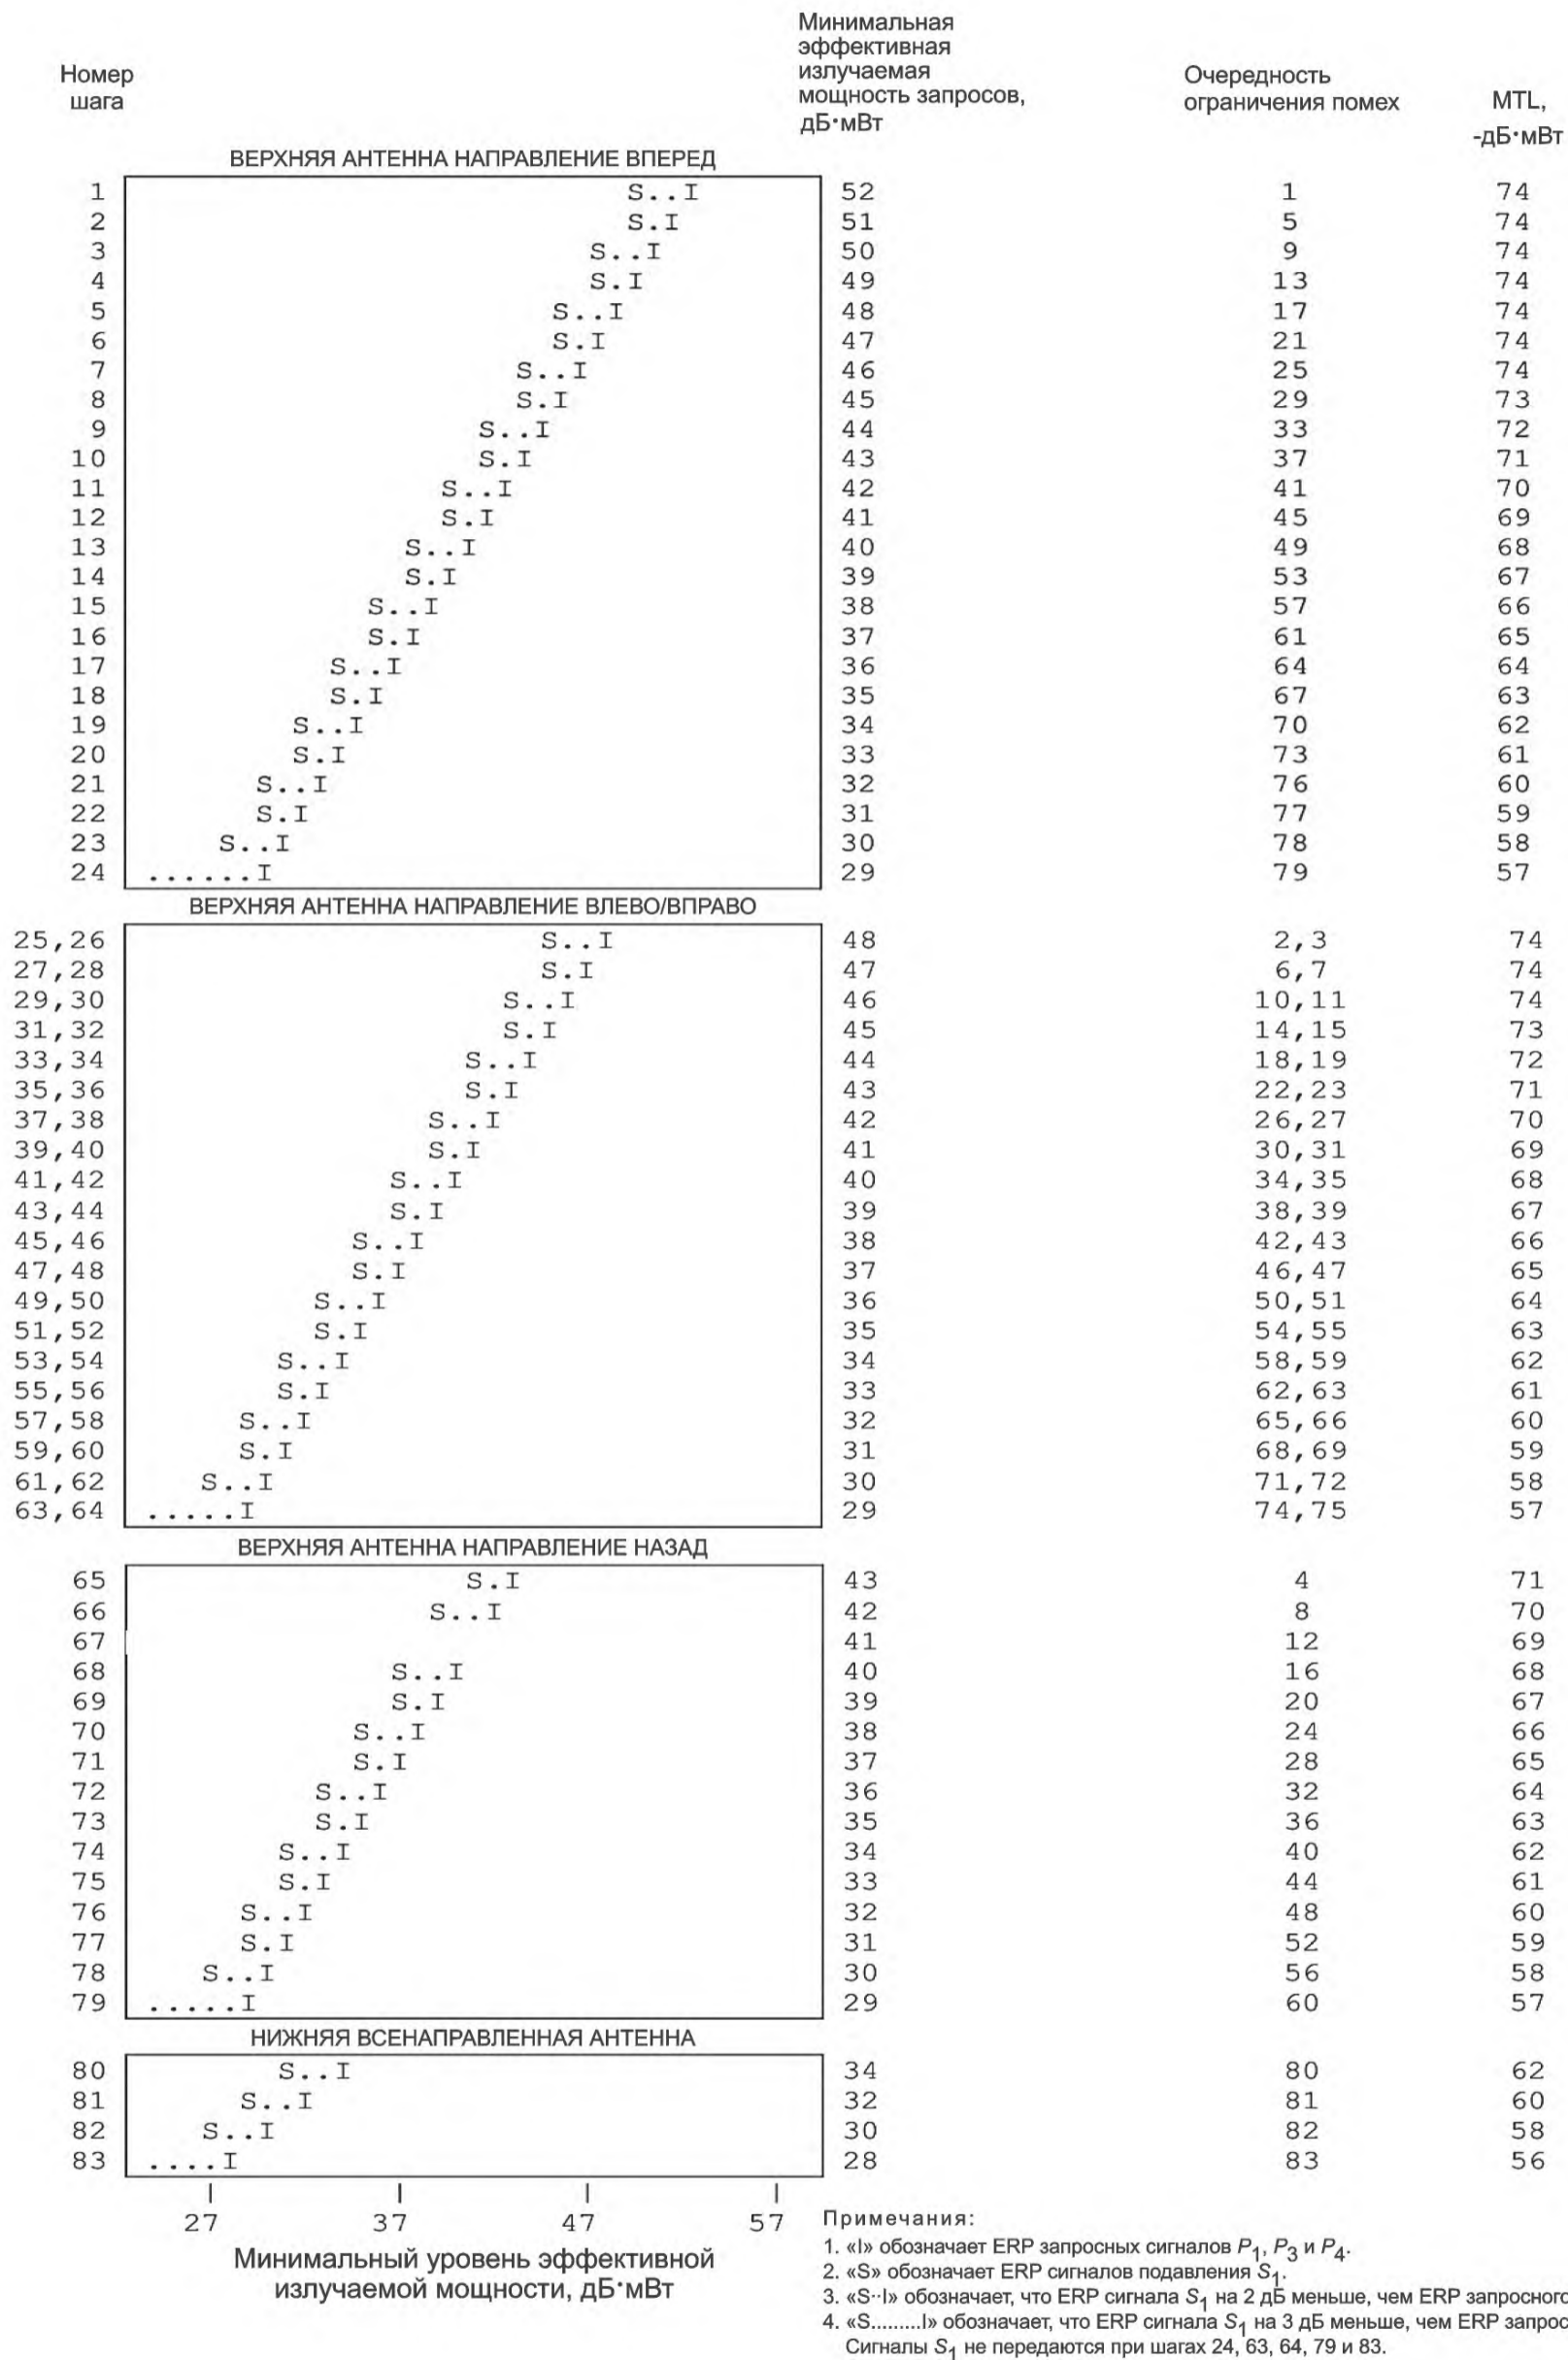 Номер
шага
Минимальная
эффективная
излучаемая
мощность запросов,
дБ·мВт
Очередность
ограничения помех
MTL,
-дБ·мВт
ВЕРХНЯЯ АНТЕННА НАПРАВЛЕНИЕ ВПЕРЕД
1 S..I 52 1 74
2 S.I 51 5 74
3 S..I 50 9 74
4 S.I 49 13 74
5 S..I 48 17 74
6 S.I 47 21 74
7 S..I 46 25 74
8 S.I 45 29 73
9 S..I 44 33 72
10 S.I 43 37 71
11 S..I 42 41 70
12 S.I 41 45 69
13 S..I 40 49 68
14 S.I 39 53 67
15 S..I 38 57 66
16 S.I 37 61 65
17 S..I 36 64 64
18 S.I 35 67 63
19 S..I 34 70 62
20 S.I 33 73 61
21 S..I 32 76 60
22 S.I 31 77 59
23 S..I 30 78 58
24 ......I 29 79 57
ВЕРХНЯЯ АНТЕННА НАПРАВЛЕНИЕ ВЛЕВО/ВПРАВО
25,26 S..I 48 2,3 74
27,28 S.I 47 6,7 74
29,30 S..I 46 10,11 74
31,32 S.I 45 14,15 73
33,34 S..I 44 18,19 72
35,36 S.I 43 22,23 71
37,38 S..I 42 26,27 70
39,40 S.I 41 30,31 69
41,42 S..I 40 34,35 68
43,44 S.I 39 38,39 67
45,46 S..I 38 42,43 66
47,48 S.I 37 46,47 65
49,50 S..I 36 50,51 64
51,52 S.I 35 54,55 63
53,54 S..I 34 58,59 62
55,56 S.I 33 62,63 61
57,58 S..I 32 65,66 60
59,60 S.I 31 68,69 59
61,62 S..I 30 71,72 58
63,64 .....I 29 74,75 57
ВЕРХНЯЯ АНТЕННА НАПРАВЛЕНИЕ НАЗАД
65 S.I 43 4 71
66 S..I 42 8 70
67 41 12 69
68 S..I 40 16 68
69 S.I 39 20 67
70 S..I 38 24 66
71 S.I 37 28 65
72 S..I 36 32 64
73 S.I 35 36 63
74 S..I 34 40 62
75 S.I 33 44 61
76 S..I 32 48 60
77 S.I 31 52 59
78 S..I 30 56 58
79 .....I 29 60 57
НИЖНЯЯ ВСЕНАПРАВЛЕННАЯ АНТЕННА
80 S..I 34 80 62
81 S..I 32 81 60
82 S..I 30 82 58
83 ....I 28 83 56
27 37 47 57
Минимальный уровень эффективной
излучаемой мощности, дБ·мВт
Примечания:
1. «I» обозначает ERP запросных сигналов P1, P3 и P4.
2. «S» обозначает ERP сигналов подавления S1.
3. «S··I» обозначает, что ERP сигнала S1 на 2 дБ меньше, чем ERP запросного
4. «S.........I» обозначает, что ERP сигнала S1 на 3 дБ меньше, чем ERP запрос
Сигналы S1 не передаются при шагах 24, 63, 64, 79 и 83.